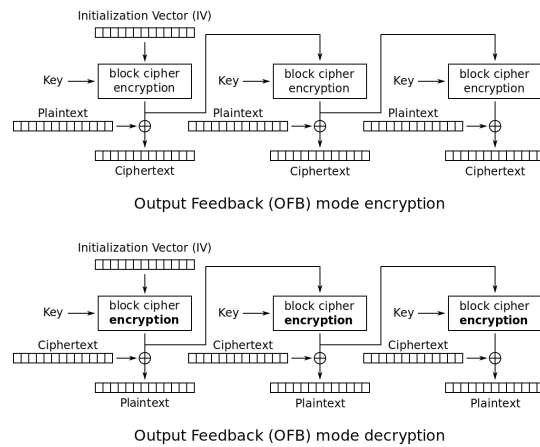 Initialization Vector (IV)
Key
block cipher
encryption
Key
block cipher
encryption
Key
block cipher
encryption
Plaintext
Plaintext
Plaintext
Ciphertext
Ciphertext
Ciphertext
Output Feedback (OFB) mode encryption
Initialization Vector (IV)
Key
block cipher
encryption
Key
block cipher
encryption
Key
block cipher
encryption
Ciphertext
Ciphertext
Ciphertext
Plaintext
Plaintext
Plaintext
Output Feedback (OFB) mode decryption